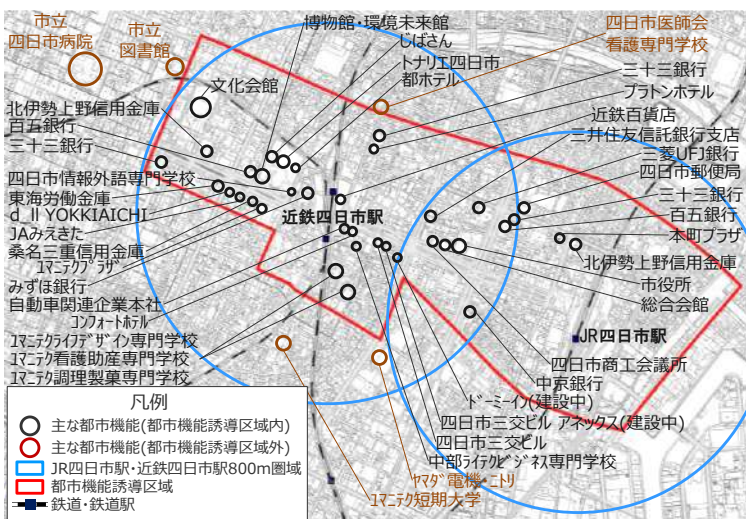 市立
四日市病院
市立
図書館
博物館・環境未来館
じばさん
トナリエ四日市
都ホテル
四日市医師会
看護専門学校
三十三銀行
プラトンホテル
近鉄百貨店
三井住友信託銀行支店
三菱UFJ銀行
四日市郵便局
三十三銀行
百五銀行
本町プラザ
北伊勢上野信用金庫
市役所
総合会館
文化会館
北伊勢上野信用金庫
百五銀行
三十三銀行
四日市情報外語専門学校
東海労働金庫
d_ll YOKKIAICHI
JAみえきた
桑名三重信用金庫
ユマニテクプラザ
みずほ銀行
自動車関連企業本社
コンフォートホテル
ユマニテクライフデザイン専門学校
ユマニテク看護助産専門学校
ユマニテク調理製菓専門学校
近鉄四日市駅
JR四日市駅
四日市商工会議所
中京銀行
ドーミーイン(建設中)
四日市三交ビル アネックス(建設中)
四日市三交ビル
中部ライテクビジネス専門学校
ヤマダ電機・ニトリ
ユマニテク短期大学
凡例
主な都市機能(都市機能誘導区域内)
主な都市機能(都市機能誘導区域外)
JR四日市駅・近鉄四日市駅800m圏域
都市機能誘導区域
鉄道・鉄道駅